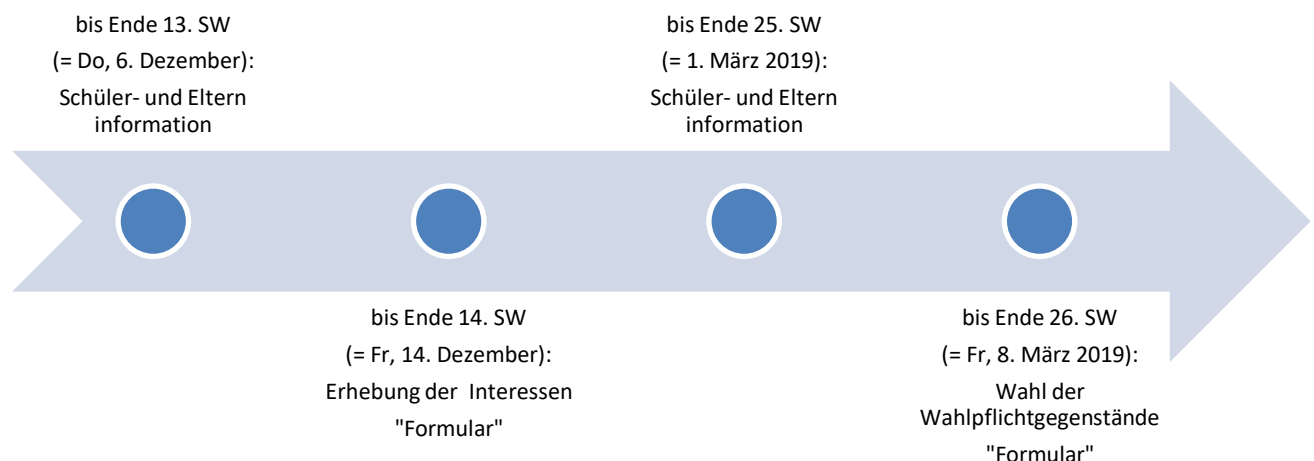 bis Ende 13. SW
(= Do, 6. Dezember):
Schüler- und Eltern
information
bis Ende 14. SW
(= Fr, 14. Dezember):
Erhebung der Interessen
"Formular"
bis Ende 25. SW
(= 1. März 2019):
Schüler- und Eltern
information
bis Ende 26. SW
(= Fr, 8. März 2019):
Wahl der
Wahlpflichtgegenstände
"Formular"